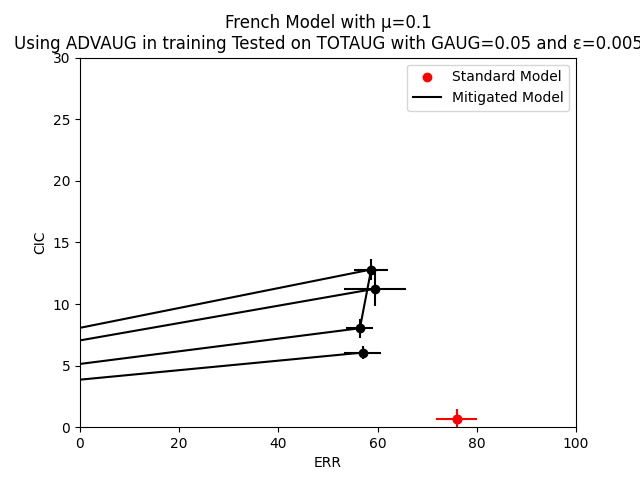 French Model with μ=0.1
Using ADVAUG in training Tested on TOTAUG with GAUG=0.05 and ε=0.005
30
25
20
15
10
5
0
CIC
Standard Model
Mitigated Model
0 20 40 60 80 100
ERR